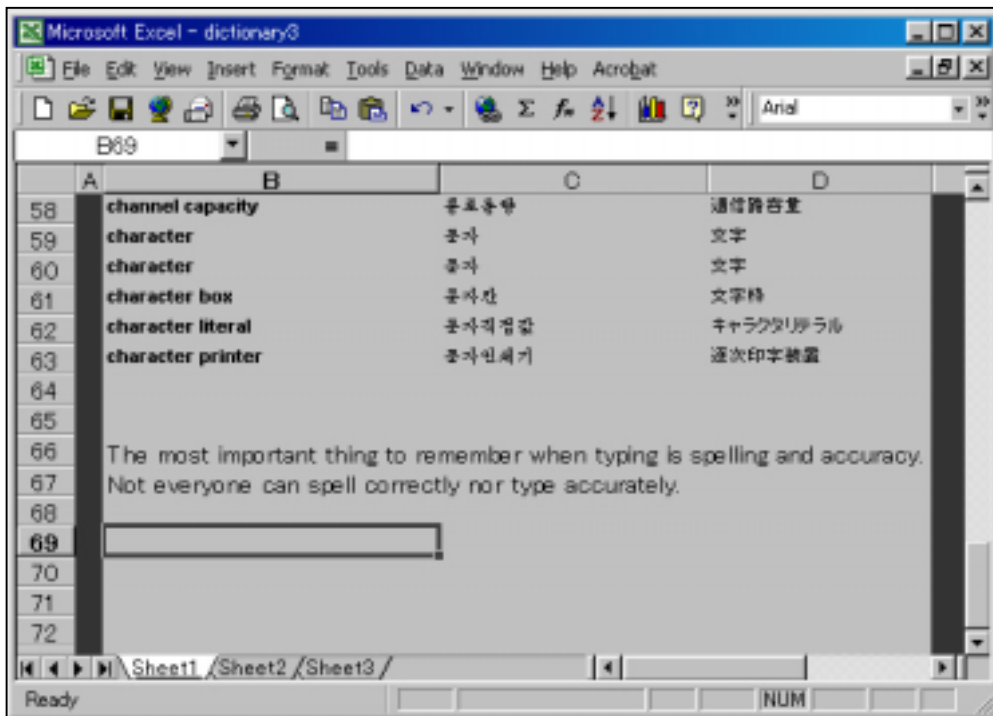 Microsoft Excel - dictionary3
File Edit View Insert Format Tools Data Window Help Acrobat
Arial
B69 =
A B C D
58 channel capacity 통로용량 通信路容量
59 character 문자 文字
60 character 문자 文字
61 character box 문자칸 文字枠
62 character literal 문자직접값 キャラクタリテラル
63 character printer 문자인쇄기 逐次印字装置
64
65
66 The most important thing to remember when typing is spelling and accuracy.
67 Not everyone can spell correctly nor type accurately.
68
69
70
71
72
Sheet1 Sheet2 Sheet3
Ready NUM